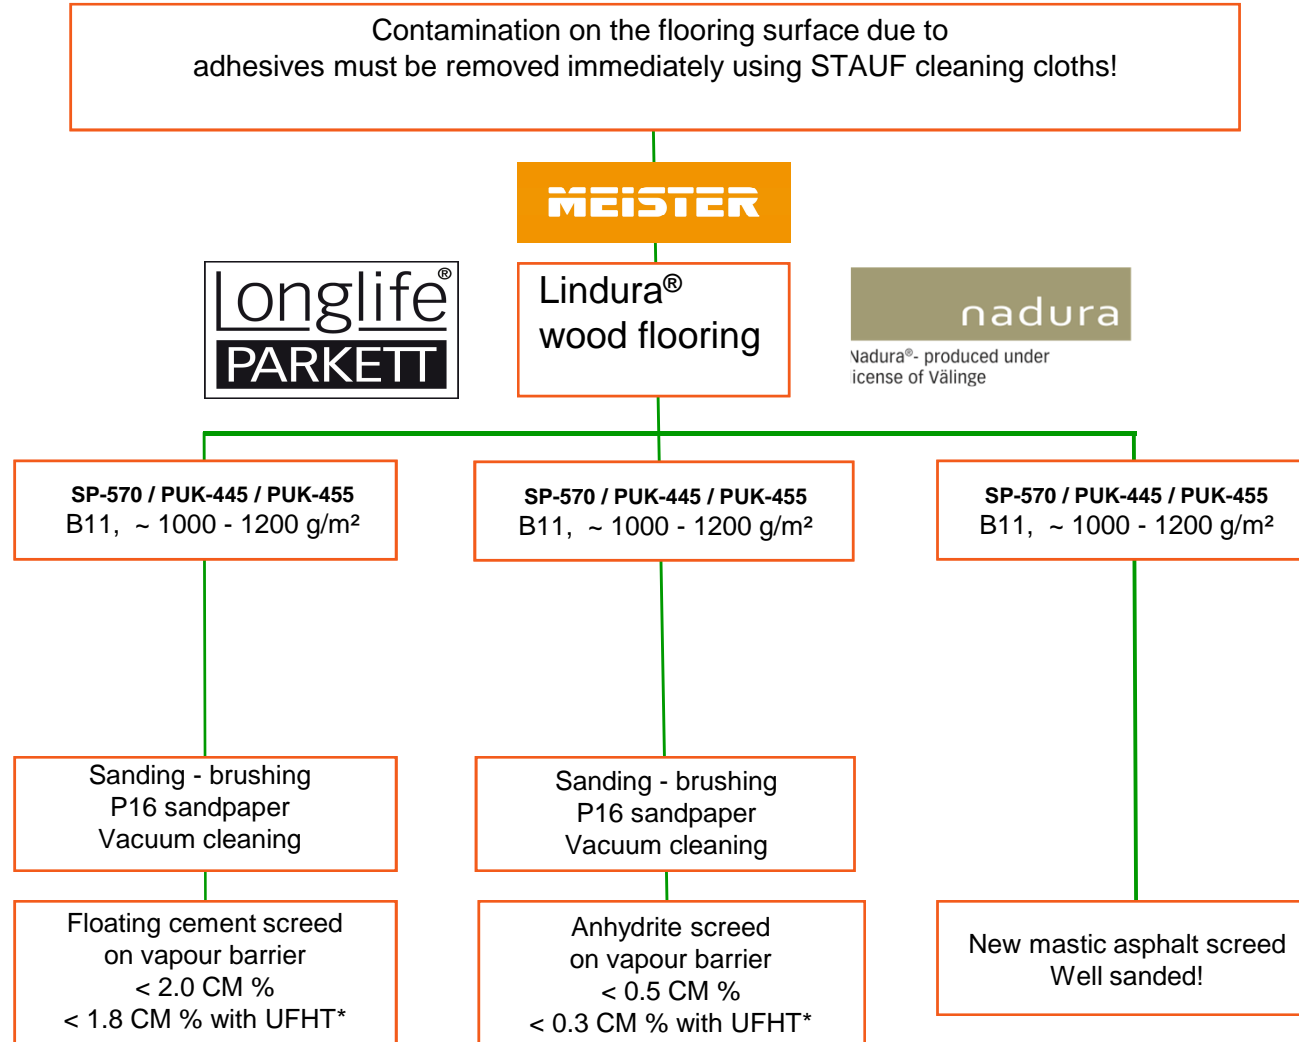 Contamination on the flooring surface due to
adhesives must be removed immediately using STAUF cleaning cloths!
MEISTER
Longlife®
PARKETT
Lindura®
wood flooring
nadura
Nadura®- produced under
license of Välinge
SP-570 / PUK-445 / PUK-455
B11, ~ 1000 - 1200 g/m²
SP-570 / PUK-445 / PUK-455
B11, ~ 1000 - 1200 g/m²
SP-570 / PUK-445 / PUK-455
B11, ~ 1000 - 1200 g/m²
Sanding - brushing
P16 sandpaper
Vacuum cleaning
Sanding - brushing
P16 sandpaper
Vacuum cleaning
Floating cement screed
on vapour barrier
< 2.0 CM %
< 1.8 CM % with UFHT*
Anhydrite screed
on vapour barrier
< 0.5 CM %
< 0.3 CM % with UFHT*
New mastic asphalt screed
Well sanded!